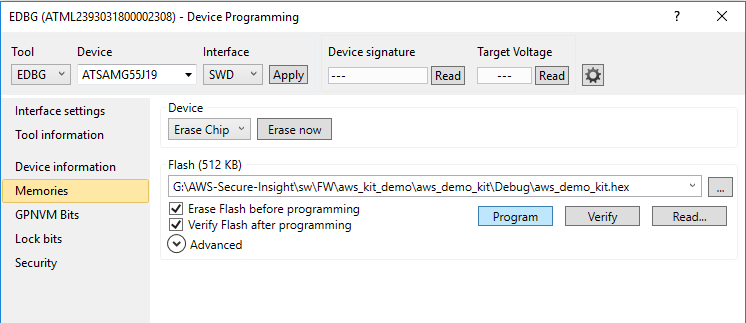 EDBG (ATML2393031800002308) - Device Programming
?
Tool Device Interface Device signature Target Voltage
EDBG ATSAMG55J19 SWD Apply --- Read --- Read
Interface settings
Tool information
Device information
Memories
GPNVM Bits
Lock bits
Security
Device
Erase Chip Erase now
Flash (512 KB)
G:\AWS-Secure-Insight\sw\FW\aws_kit_demo\aws_demo_kit\Debug\aws_demo_kit.hex ...
Erase Flash before programming
Verify Flash after programming
Program Verify Read...
Advanced